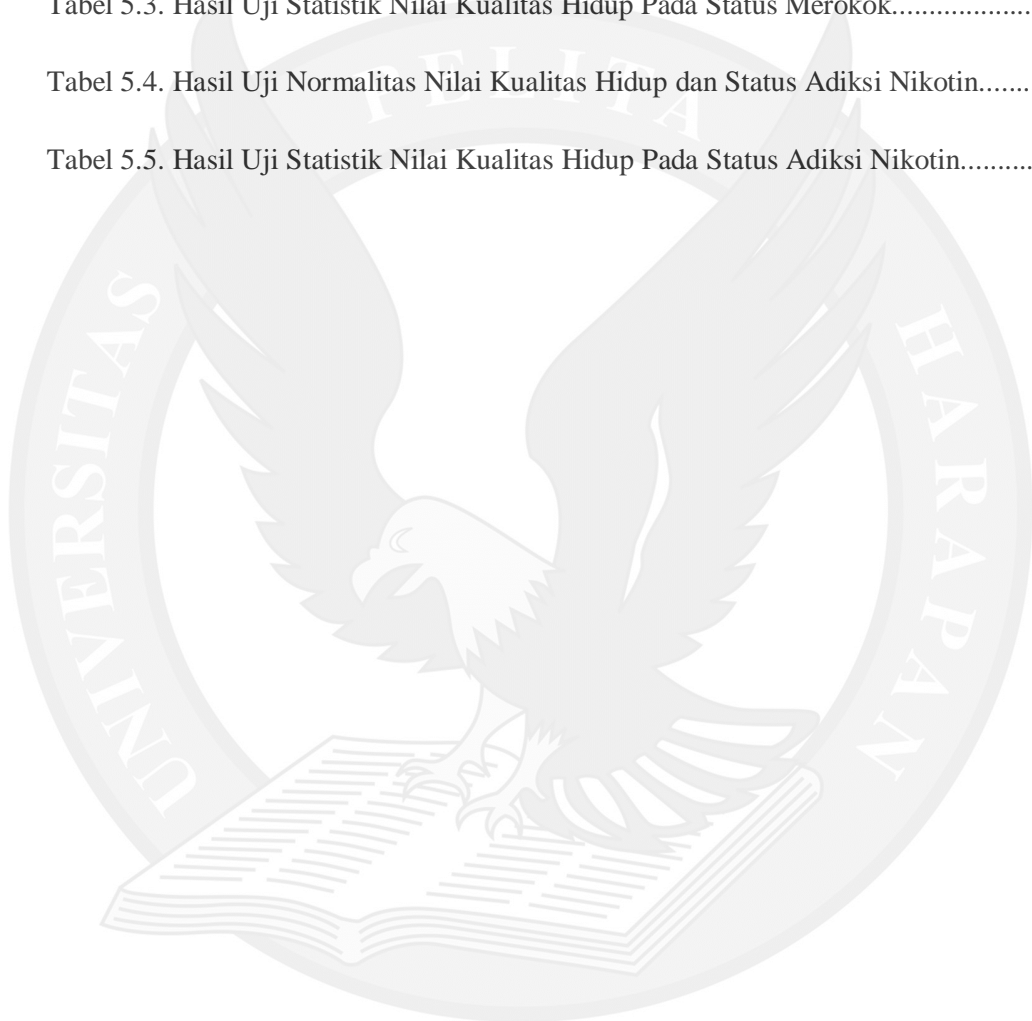 Tabel 5.3. Hasil Uji Statistik Nilai Kualitas Hidup Pada Status Merokok...................
Tabel 5.4. Hasil Uji Normalitas Nilai Kualitas Hidup dan Status Adiksi Nikotin.......
Tabel 5.5. Hasil Uji Statistik Nilai Kualitas Hidup Pada Status Adiksi Nikotin..........
UNIVERSITAS PELITA HARAPAN